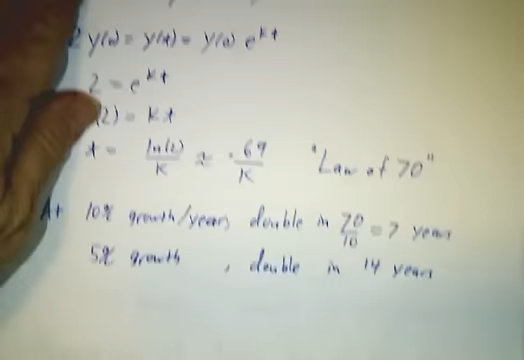 2 y(0) = y(t) = y(0) e^{kt}
2 = e^{kt}
(2) = kt
t = ln(2)/K ≈ .69/K "Law of 70"
At 10% growth/years double in 70/10 = 7 years
5% growth , double in 14 years